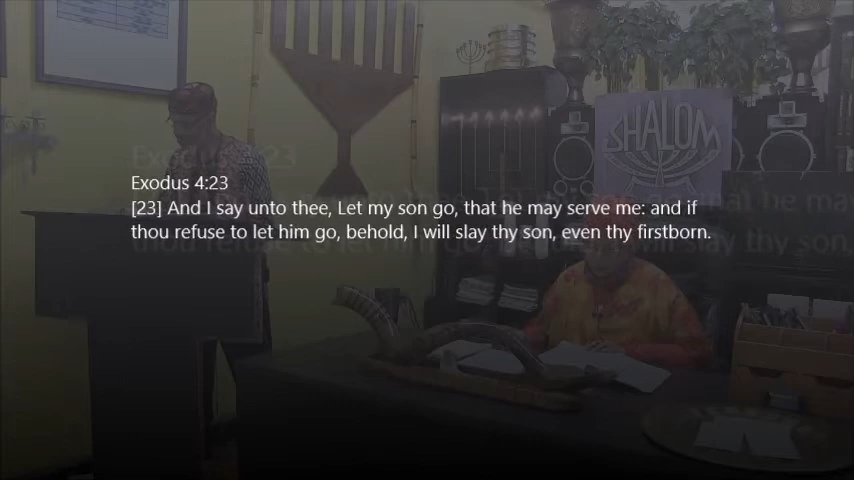 SHALOM
Exodus 4:23
[23] And I say unto thee, Let my son go, that he may serve me: and if
thou refuse to let him go, behold, I will slay thy son, even thy firstborn.